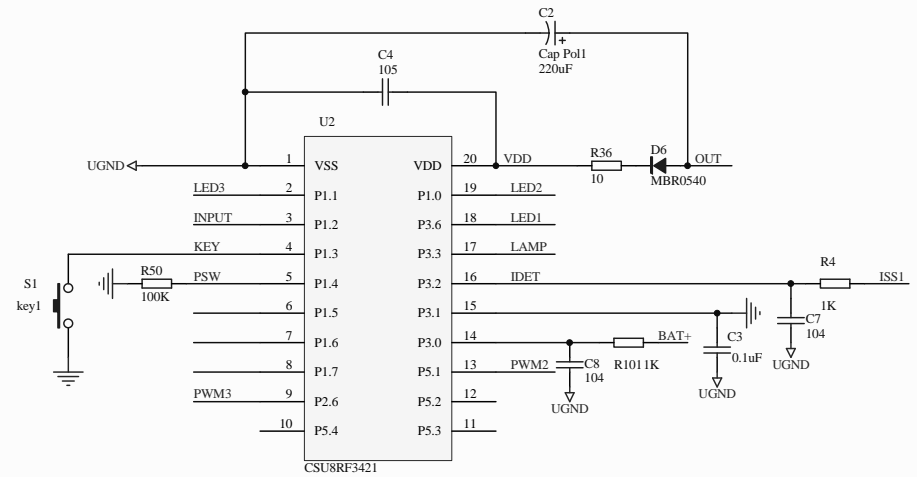 C2
Cap Pol1
220uF
C4
105
U2
UGND
1 VSS VDD 20 VDD
R36
10
D6
MBR0540
OUT
LED3 2 P1.1 P1.0 19 LED2
INPUT 3 P1.2 P3.6 18 LED1
KEY 4 P1.3 P3.3 17 LAMP
S1
key1
R50
100K
PSW 5 P1.4 P3.2 16 IDET
R4
1K
ISS1
6 P1.5 P3.1 15
C7
104
UGND
C3
0.1uF
UGND
7 P1.6 P3.0 14
BAT+
R1011K
C8
104
UGND
8 P1.7 P5.1 13 PWM2
PWM3 9 P2.6 P5.2 12
10 P5.4 P5.3 11
CSU8RF3421